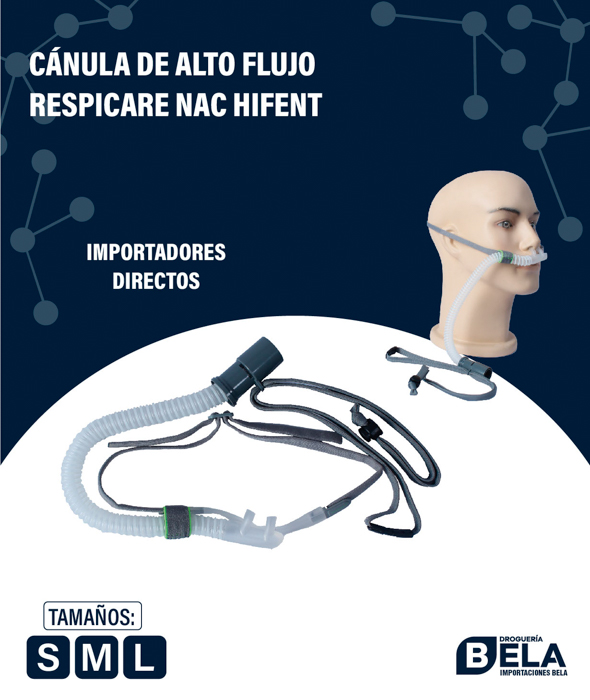 CÁNULA DE ALTO FLUJO
RESPICARE NAC HIFENT
IMPORTADORES
DIRECTOS
TAMAÑOS:
S M L
DROGUERÍA
BELA
IMPORTACIONES BELA